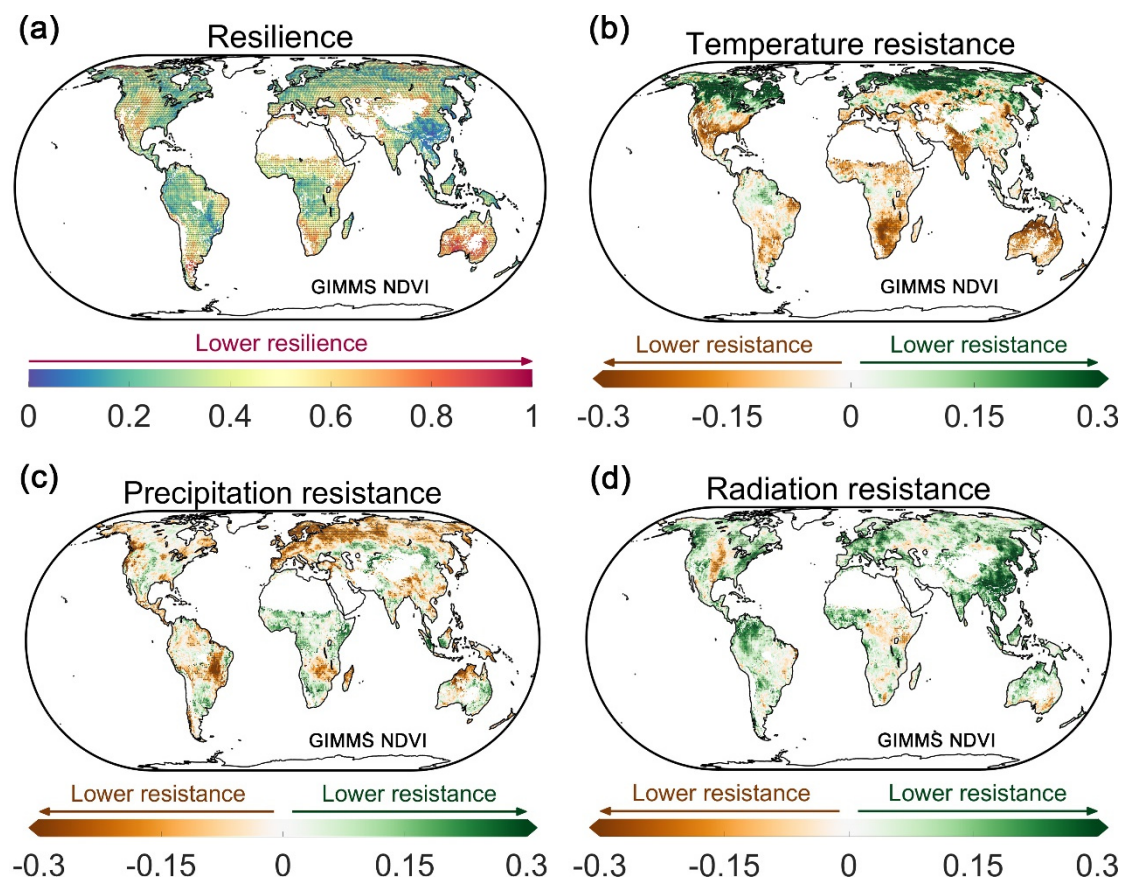 (a)
Resilience
GIMMS NDVI
Lower resilience
0 0.2 0.4 0.6 0.8 1
(b)
Temperature resistance
GIMMS NDVI
Lower resistance Lower resistance
-0.3 -0.15 0 0.15 0.3
(c)
Precipitation resistance
GIMMS NDVI
Lower resistance Lower resistance
-0.3 -0.15 0 0.15 0.3
(d)
Radiation resistance
GIMMS NDVI
Lower resistance Lower resistance
-0.3 -0.15 0 0.15 0.3